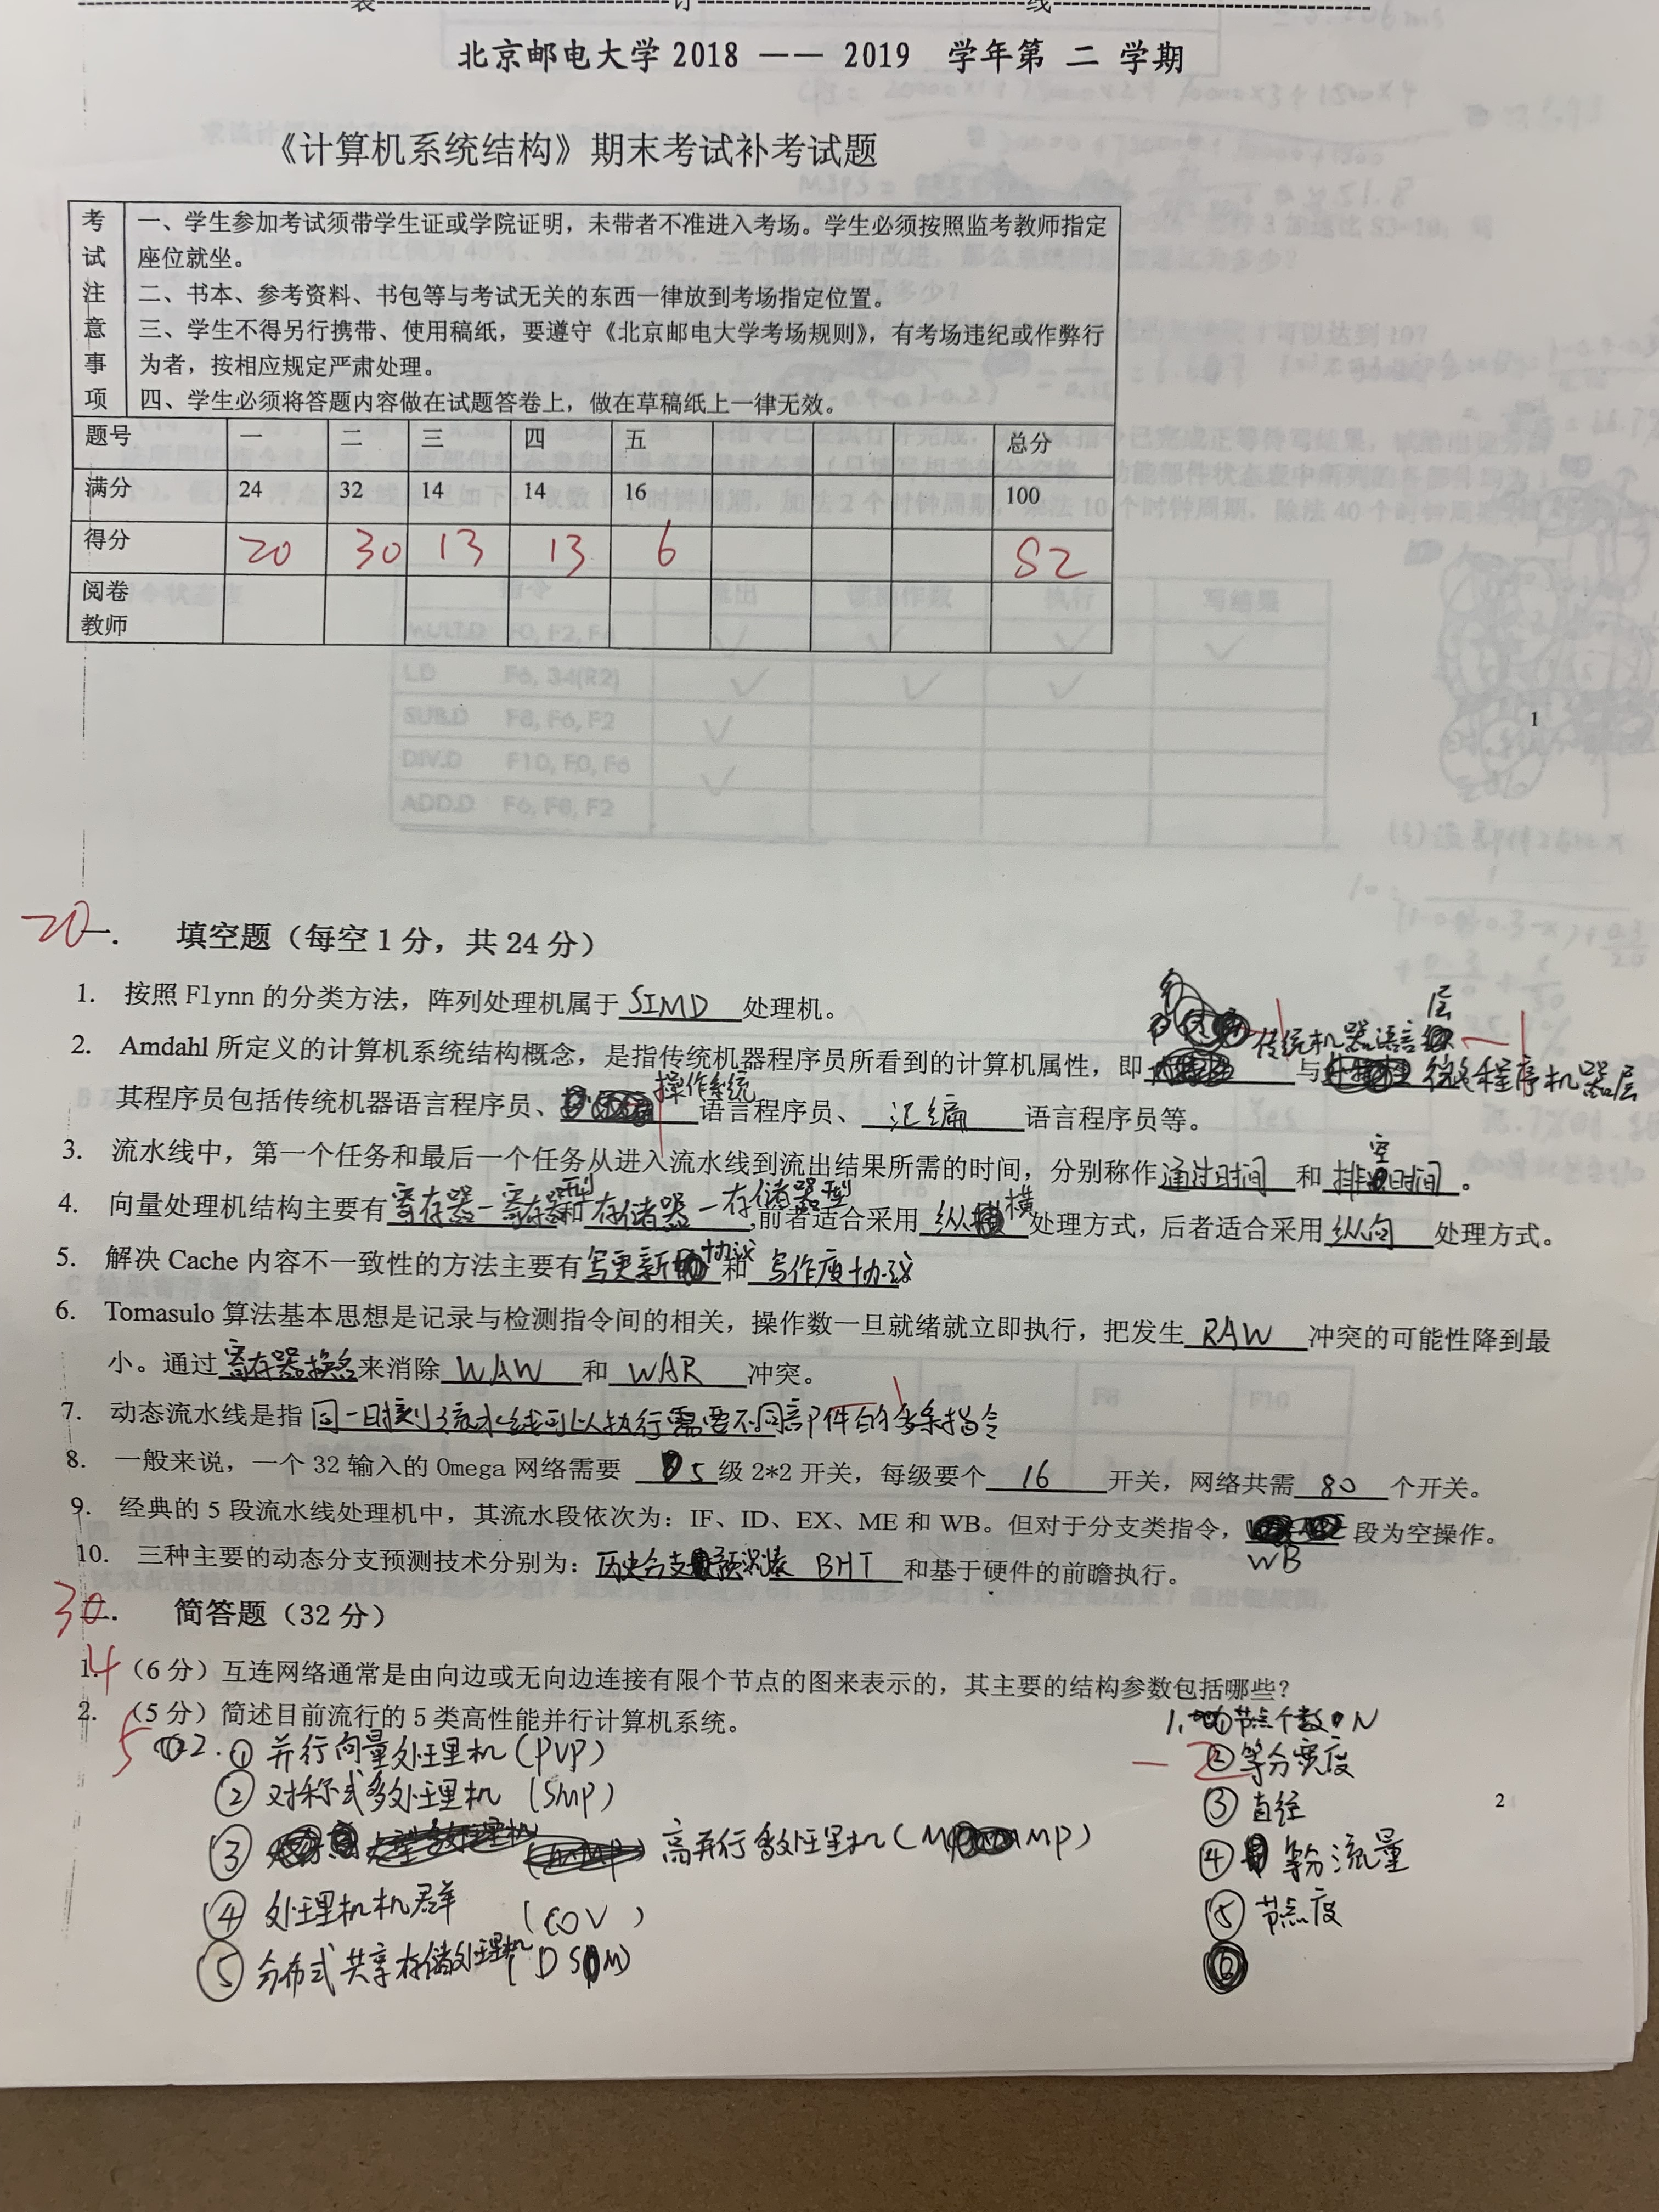 装 订 线
北京邮电大学 2018 —— 2019 学年第 二 学期
《计算机系统结构》期末考试补考试题
考试注意事项
一、学生参加考试须带学生证或学院证明，未带者不准进入考场。学生必须按照监考教师指定
座位就坐。
二、书本、参考资料、书包等与考试无关的东西一律放到考场指定位置。
三、学生不得另行携带、使用稿纸，要遵守《北京邮电大学考场规则》，有考场违纪或作弊行
为者，按相应规定严肃处理。
四、学生必须将答题内容做在试题答卷上，做在草稿纸上一律无效。
题号 一 二 三 四 五 总分
满分 24 32 14 14 16 100
得分 20 30 13 13 6 82
阅卷
教师
1
20 一. 填空题（每空 1 分，共 24 分）
1. 按照 Flynn 的分类方法，阵列处理机属于 SIMD 处理机。
2. Amdahl 所定义的计算机系统结构概念，是指传统机器程序员所看到的计算机属性，即 传统机器语言层 -1 与 微程序机器层 -1
其程序员包括传统机器语言程序员、 操作系统 语言程序员、 汇编 语言程序员等。
3. 流水线中，第一个任务和最后一个任务从进入流水线到流出结果所需的时间，分别称作 通过时间 和 排空时间 。
4. 向量处理机结构主要有 寄存器-寄存器型 和 存储器-存储器型 ,前者适合采用 纵横 处理方式，后者适合采用 纵向 处理方式。
5. 解决 Cache 内容不一致性的方法主要有 写更新协议 和 写作废协议
6. Tomasulo 算法基本思想是记录与检测指令间的相关，操作数一旦就绪就立即执行，把发生 RAW 冲突的可能性降到最
小。通过 寄存器换名 来消除 WAW 和 WAR 冲突。
7. 动态流水线是指 同一时刻流水线可以执行需要不同部件的多条指令
8. 一般来说，一个 32 输入的 Omega 网络需要 5 级 2*2 开关，每级要个 16 开关，网络共需 80 个开关。
9. 经典的 5 段流水线处理机中，其流水段依次为：IF、ID、EX、ME 和 WB。但对于分支类指令， WB 段为空操作。
10. 三种主要的动态分支预测技术分别为： 历史分支预测表 BHT 和基于硬件的前瞻执行。
30 二. 简答题（32 分）
4 1. （6 分）互连网络通常是由有向边或无向边连接有限个节点的图来表示的，其主要的结构参数包括哪些？
2. （5 分）简述目前流行的 5 类高性能并行计算机系统。
5 2. ① 并行向量处理机（PVP）
② 对称式多处理机 （SMP）
③ 高并行多处理机（MMP）
④ 处理机机群 （COV ）
⑤ 分布式共享存储处理机（DSM）
1. ① 节点个数 N
-2 ② 等分宽度
③ 直径
④ 等分流量
⑤ 节点度
2